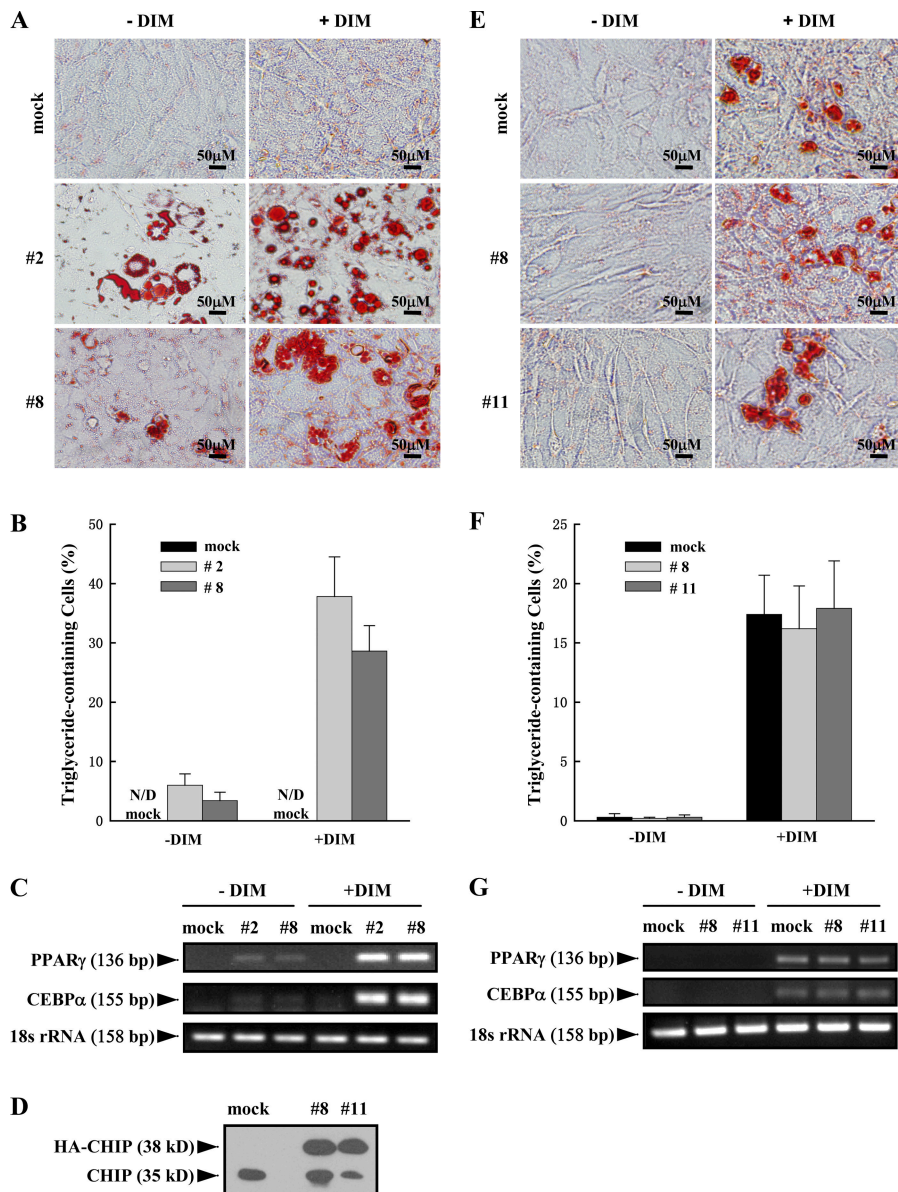 A
- DIM
+ DIM
mock
50µM
50µM
#2
50µM
50µM
#8
50µM
50µM
B
Triglyceride-containing Cells (%)
50
40
30
20
10
0
mock
# 2
# 8
N/D
mock
N/D
mock
-DIM
+DIM
C
- DIM
+DIM
mock #2 #8 mock #2 #8
PPARγ (136 bp)
CEBPα (155 bp)
18s rRNA (158 bp)
D
mock #8 #11
HA-CHIP (38 kD)
CHIP (35 kD)
E
- DIM
+ DIM
mock
50µM
50µM
#8
50µM
50µM
#11
50µM
50µM
F
Triglyceride-containing Cells (%)
25
20
15
10
5
0
mock
# 8
# 11
-DIM
+DIM
G
- DIM
+DIM
mock #8 #11 mock #8 #11
PPARγ (136 bp)
CEBPα (155 bp)
18s rRNA (158 bp)